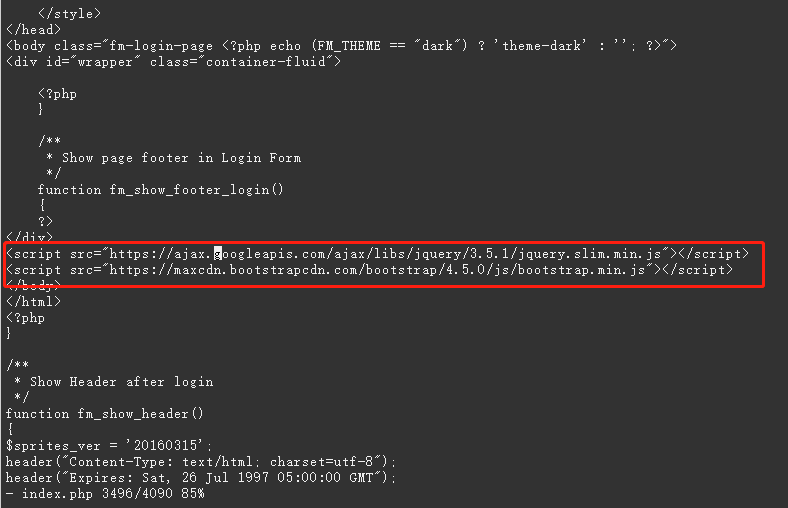 </style>
</head>
<body class="fm-login-page <?php echo (FM_THEME == "dark") ? 'theme-dark' : ''; ?>">
<div id="wrapper" class="container-fluid">
<?php
}
/**
* Show page footer in Login Form
*/
function fm_show_footer_login()
{
?>
</div>
<script src="https://ajax.googleapis.com/ajax/libs/jquery/3.5.1/jquery.slim.min.js"></script>
<script src="https://maxcdn.bootstrapcdn.com/bootstrap/4.5.0/js/bootstrap.min.js"></script>
</body>
</html>
<?php
}
/**
* Show Header after login
*/
function fm_show_header()
{
$sprites_ver = '20160315';
header("Content-Type: text/html; charset=utf-8");
header("Expires: Sat, 26 Jul 1997 05:00:00 GMT");
- index.php 3496/4090 85%